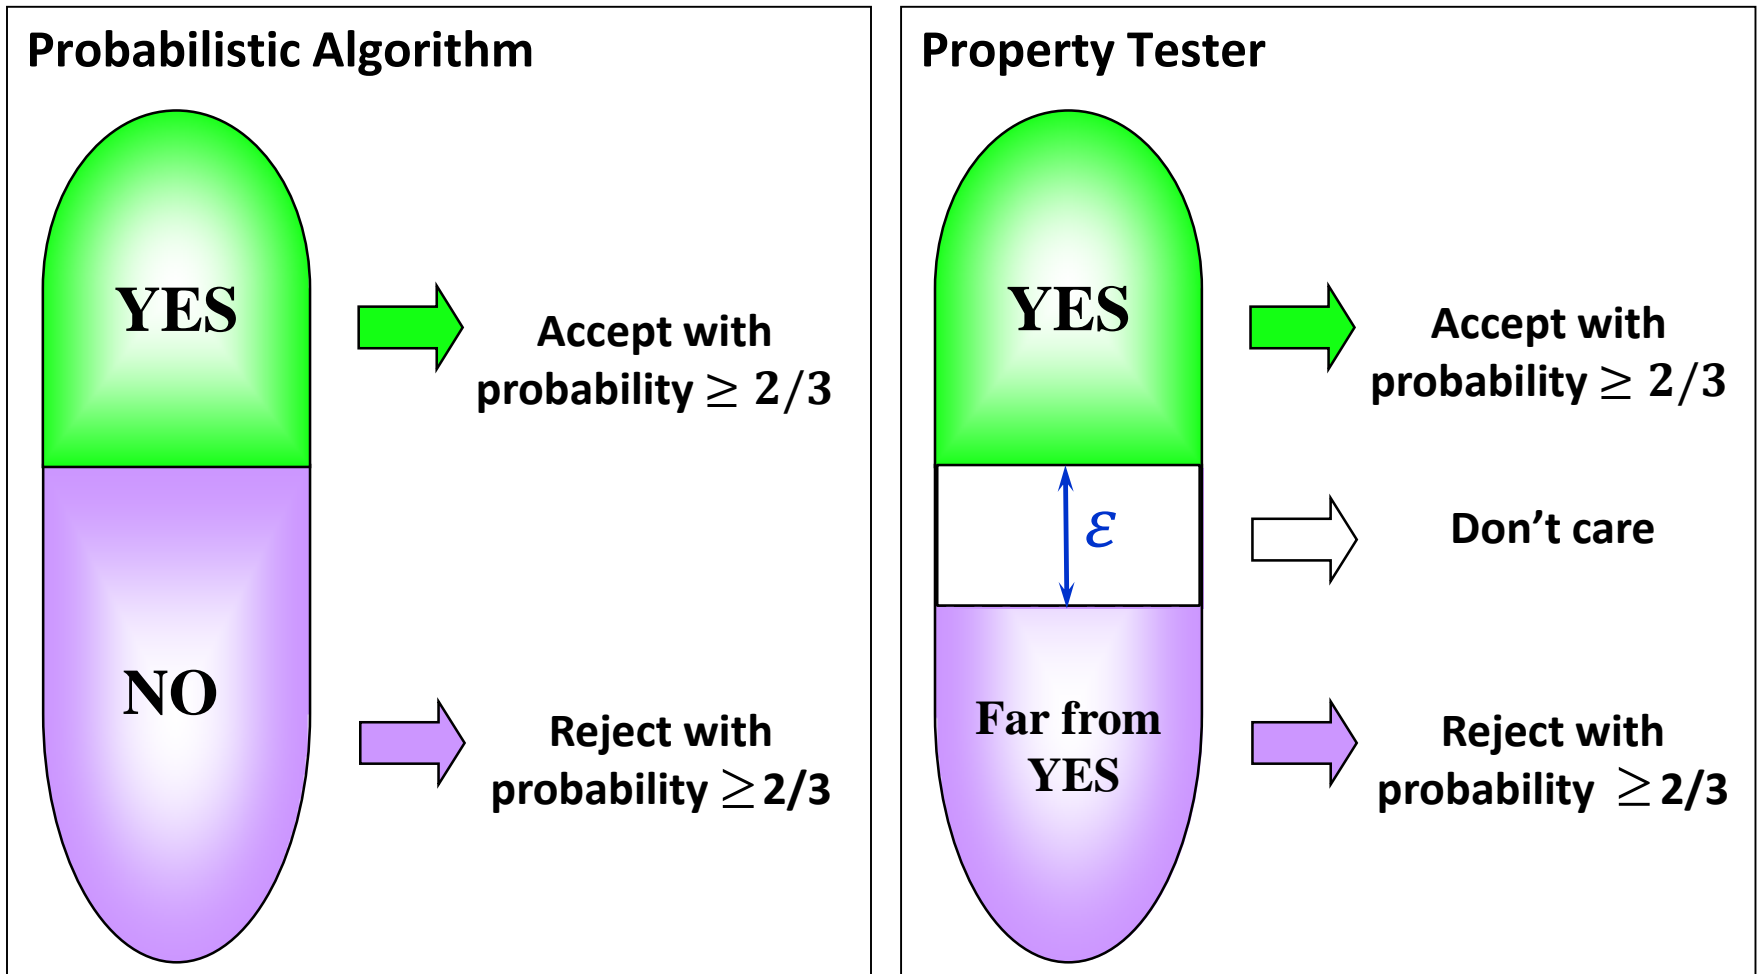 Probabilistic Algorithm
YES
Accept with
probability ≥ 2/3
NO
Reject with
probability ≥2/3
Property Tester
YES
Accept with
probability ≥ 2/3
ε
Don’t care
Far from
YES
Reject with
probability ≥2/3